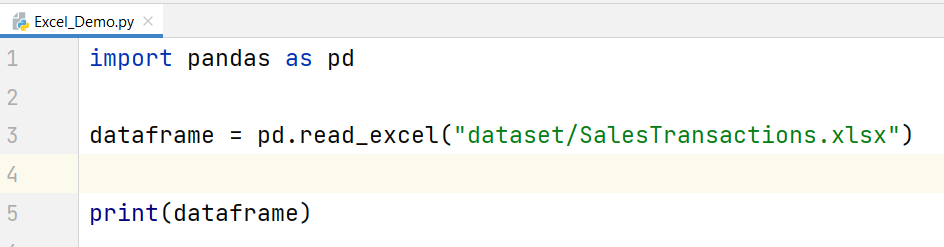 Excel_Demo.py
1 import pandas as pd
2
3 dataframe = pd.read_excel("dataset/SalesTransactions.xlsx")
4
5 print(dataframe)